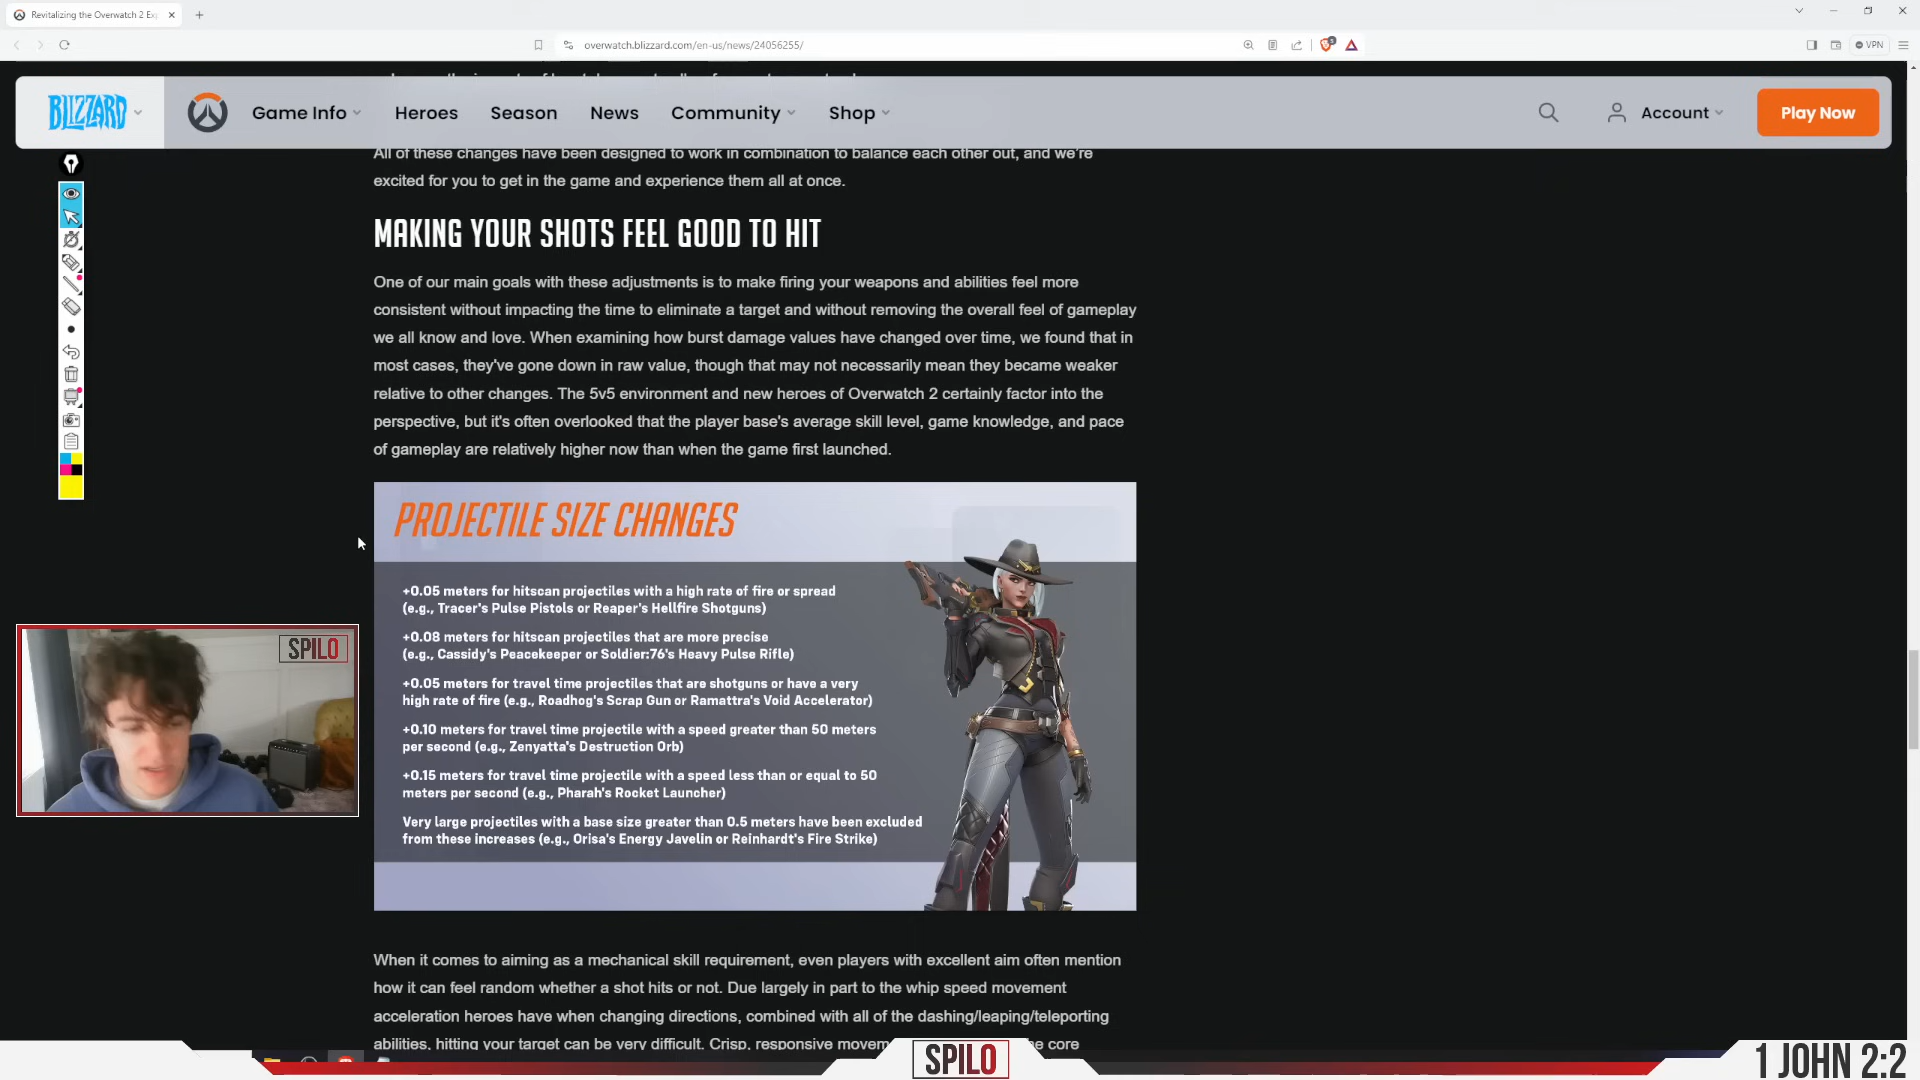 Revitalizing the Overwatch 2 Ex
overwatch.blizzard.com/en-us/news/24056255/
VPN
BLIZZARD
Game Info
Heroes
Season
News
Community
Shop
Account
Play Now
All of these changes have been designed to work in combination to balance each other out, and we're
excited for you to get in the game and experience them all at once.
MAKING YOUR SHOTS FEEL GOOD TO HIT
One of our main goals with these adjustments is to make firing your weapons and abilities feel more
consistent without impacting the time to eliminate a target and without removing the overall feel of gameplay
we all know and love. When examining how burst damage values have changed over time, we found that in
most cases, they've gone down in raw value, though that may not necessarily mean they became weaker
relative to other changes. The 5v5 environment and new heroes of Overwatch 2 certainly factor into the
perspective, but it's often overlooked that the player base's average skill level, game knowledge, and pace
of gameplay are relatively higher now than when the game first launched.
PROJECTILE SIZE CHANGES
+0.05 meters for hitscan projectiles with a high rate of fire or spread
(e.g., Tracer's Pulse Pistols or Reaper's Hellfire Shotguns)
+0.08 meters for hitscan projectiles that are more precise
(e.g., Cassidy's Peacekeeper or Soldier:76's Heavy Pulse Rifle)
+0.05 meters for travel time projectiles that are shotguns or have a very
high rate of fire (e.g., Roadhog's Scrap Gun or Ramattra's Void Accelerator)
+0.10 meters for travel time projectile with a speed greater than 50 meters
per second (e.g., Zenyatta's Destruction Orb)
+0.15 meters for travel time projectile with a speed less than or equal to 50
meters per second (e.g., Pharah's Rocket Launcher)
Very large projectiles with a base size greater than 0.5 meters have been excluded
from these increases (e.g., Orisa's Energy Javelin or Reinhardt's Fire Strike)
SPILO
When it comes to aiming as a mechanical skill requirement, even players with excellent aim often mention
how it can feel random whether a shot hits or not. Due largely in part to the whip speed movement
acceleration heroes have when changing directions, combined with all of the dashing/leaping/teleporting
abilities, hitting your target can be very difficult. Crisp, responsive core
SPILO
1 JOHN 2:2